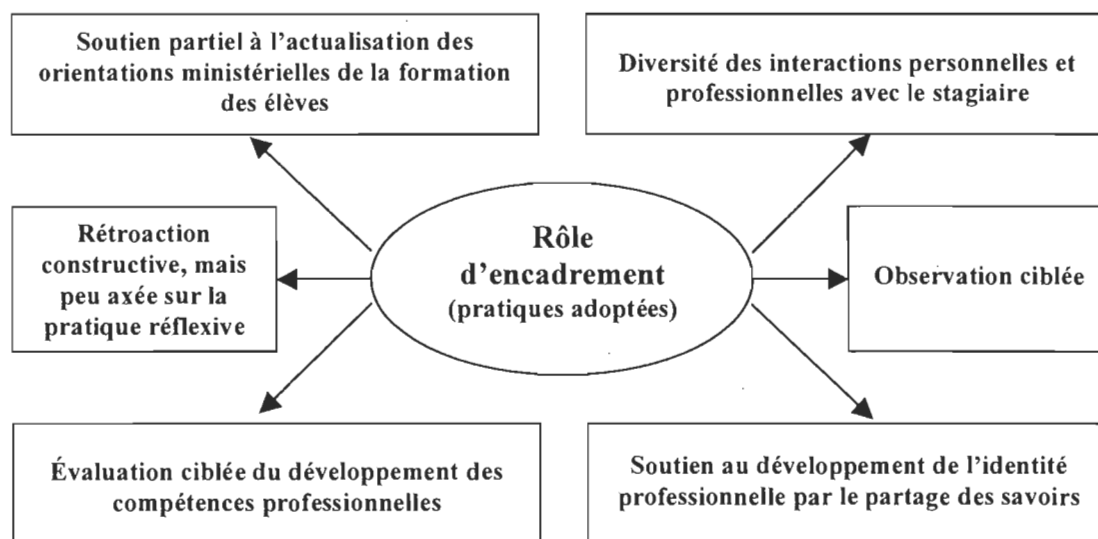 Soutien partiel à l'actualisation des
orientations ministérielles de la formation
des élèves
Diversité des interactions personnelles et
professionnelles avec le stagiaire
Rétroaction
constructive, mais
peu axée sur la
pratique réflexive
Rôle
d'encadrement
(pratiques adoptées)
Observation ciblée
Évaluation ciblée du développement des
compétences professionnelles
Soutien au développement de l'identité
professionnelle par le partage des savoirs